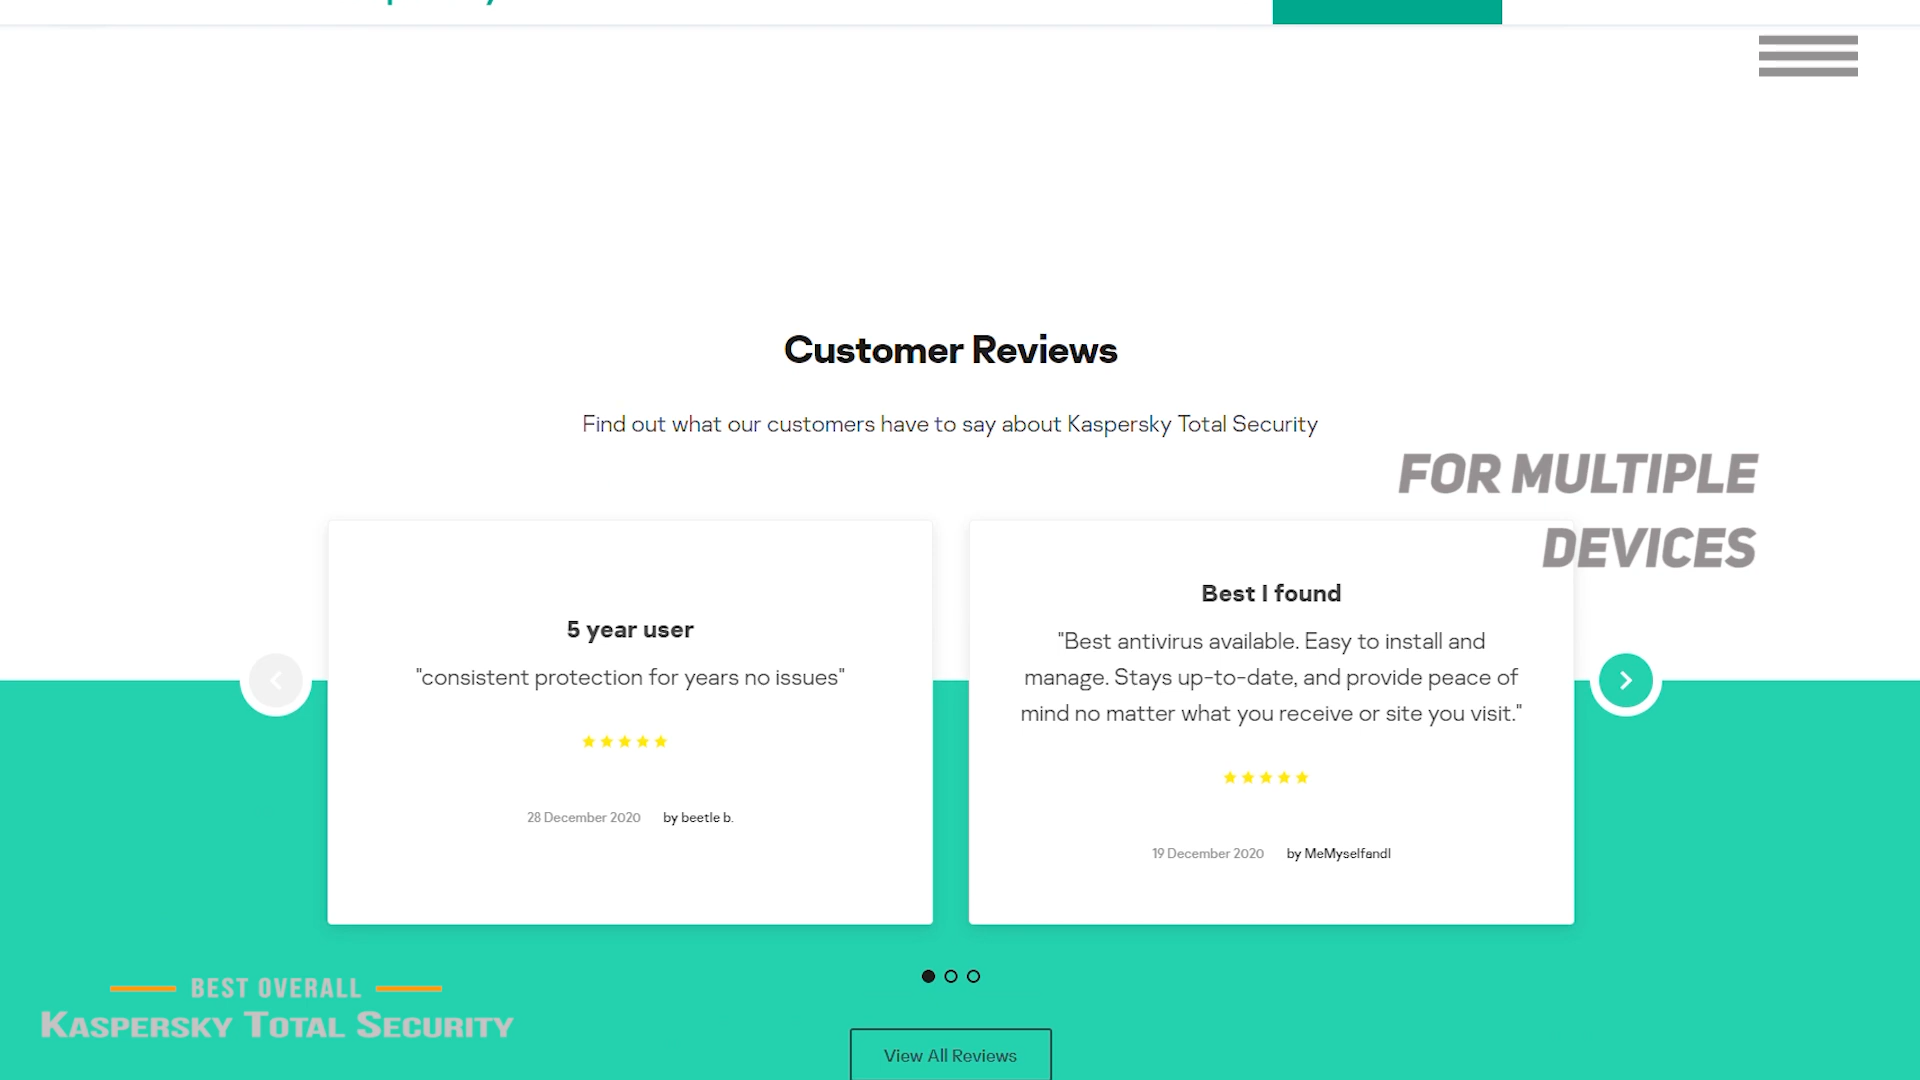 Customer Reviews
Find out what our customers have to say about Kaspersky Total Security
FOR MULTIPLE
DEVICES
5 year user
"consistent protection for years no issues"
28 December 2020 by beetle b.
Best I found
"Best antivirus available. Easy to install and
manage. Stays up-to-date, and provide peace of
mind no matter what you receive or site you visit."
19 December 2020 by MeMyselfandI
BEST OVERALL
KASPERSKY TOTAL SECURITY
View All Reviews